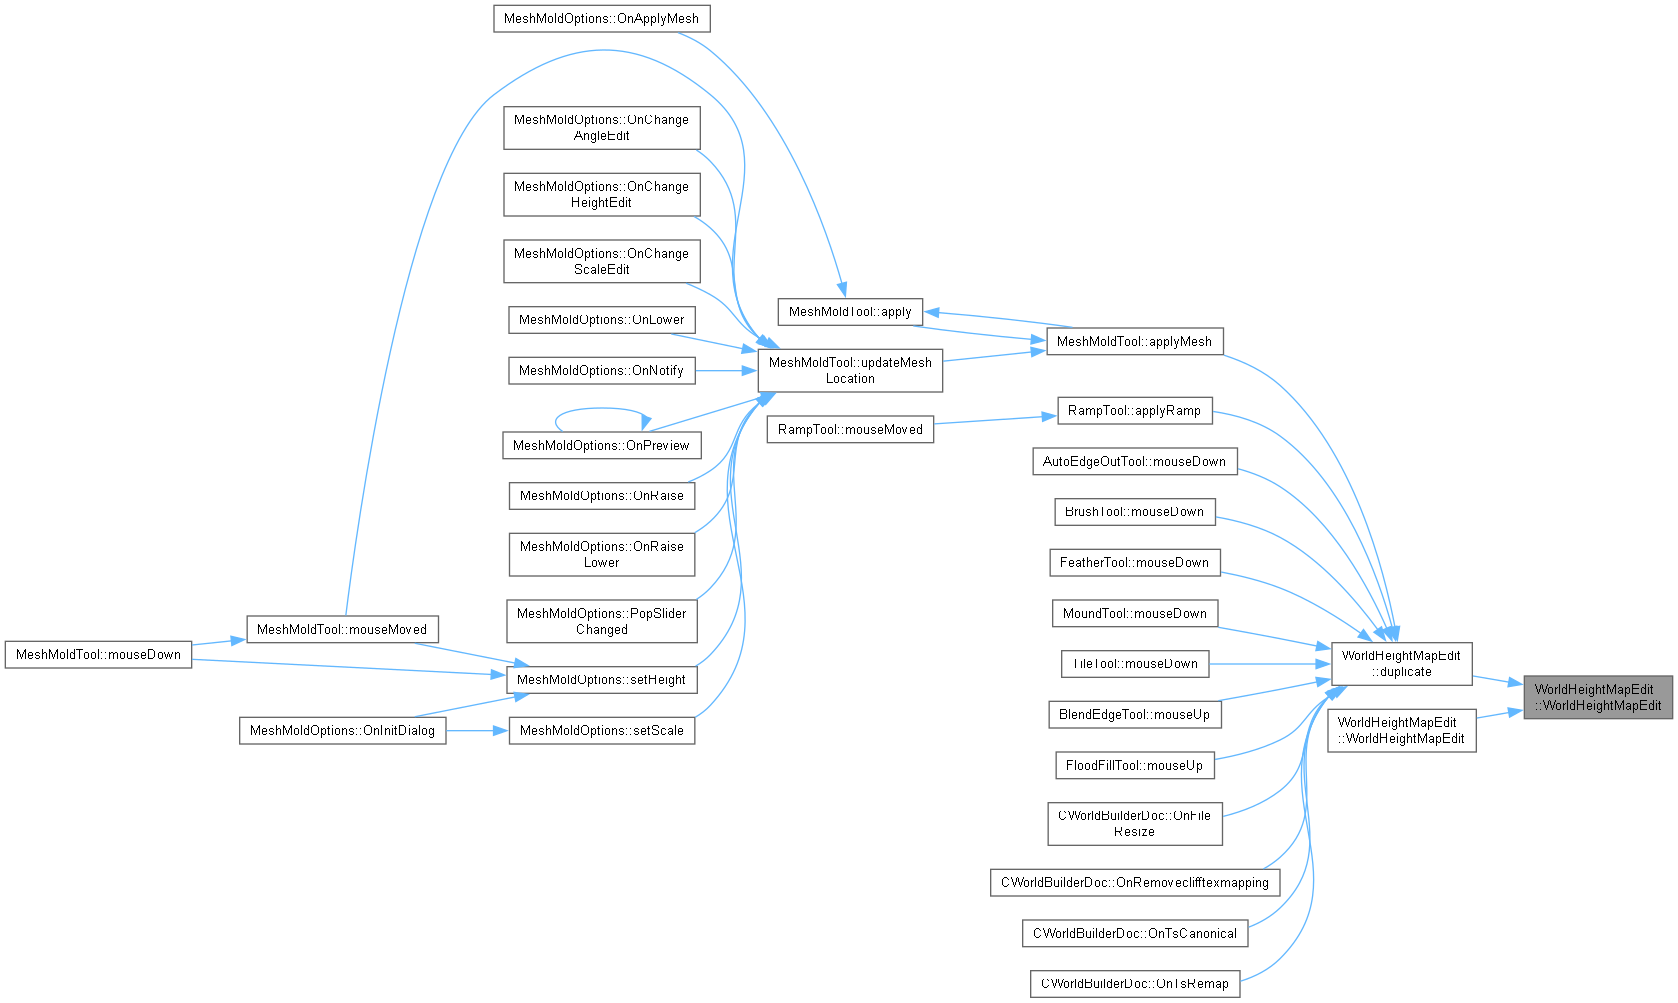 MeshMoldOptions::OnApplyMesh
MeshMoldOptions::OnChange
AngleEdit
MeshMoldOptions::OnChange
HeightEdit
MeshMoldOptions::OnChange
ScaleEdit
MeshMoldOptions::OnLower
MeshMoldOptions::OnNotify
MeshMoldOptions::OnPreview
MeshMoldOptions::OnRaise
MeshMoldOptions::OnRaise
Lower
MeshMoldOptions::PopSlider
Changed
MeshMoldOptions::setHeight
MeshMoldOptions::setScale
MeshMoldTool::mouseMoved
MeshMoldTool::mouseDown
MeshMoldOptions::OnInitDialog
MeshMoldTool::apply
MeshMoldTool::updateMesh
Location
RampTool::mouseMoved
MeshMoldTool::applyMesh
RampTool::applyRamp
AutoEdgeOutTool::mouseDown
BrushTool::mouseDown
FeatherTool::mouseDown
MoundTool::mouseDown
TileTool::mouseDown
BlendEdgeTool::mouseUp
FloodFillTool::mouseUp
CWorldBuilderDoc::OnFile
Resize
CWorldBuilderDoc::OnRemoveclifftexmapping
CWorldBuilderDoc::OnTsCanonical
CWorldBuilderDoc::OnTsRemap
WorldHeightMapEdit
::duplicate
WorldHeightMapEdit
::WorldHeightMapEdit
WorldHeightMapEdit
::WorldHeightMapEdit